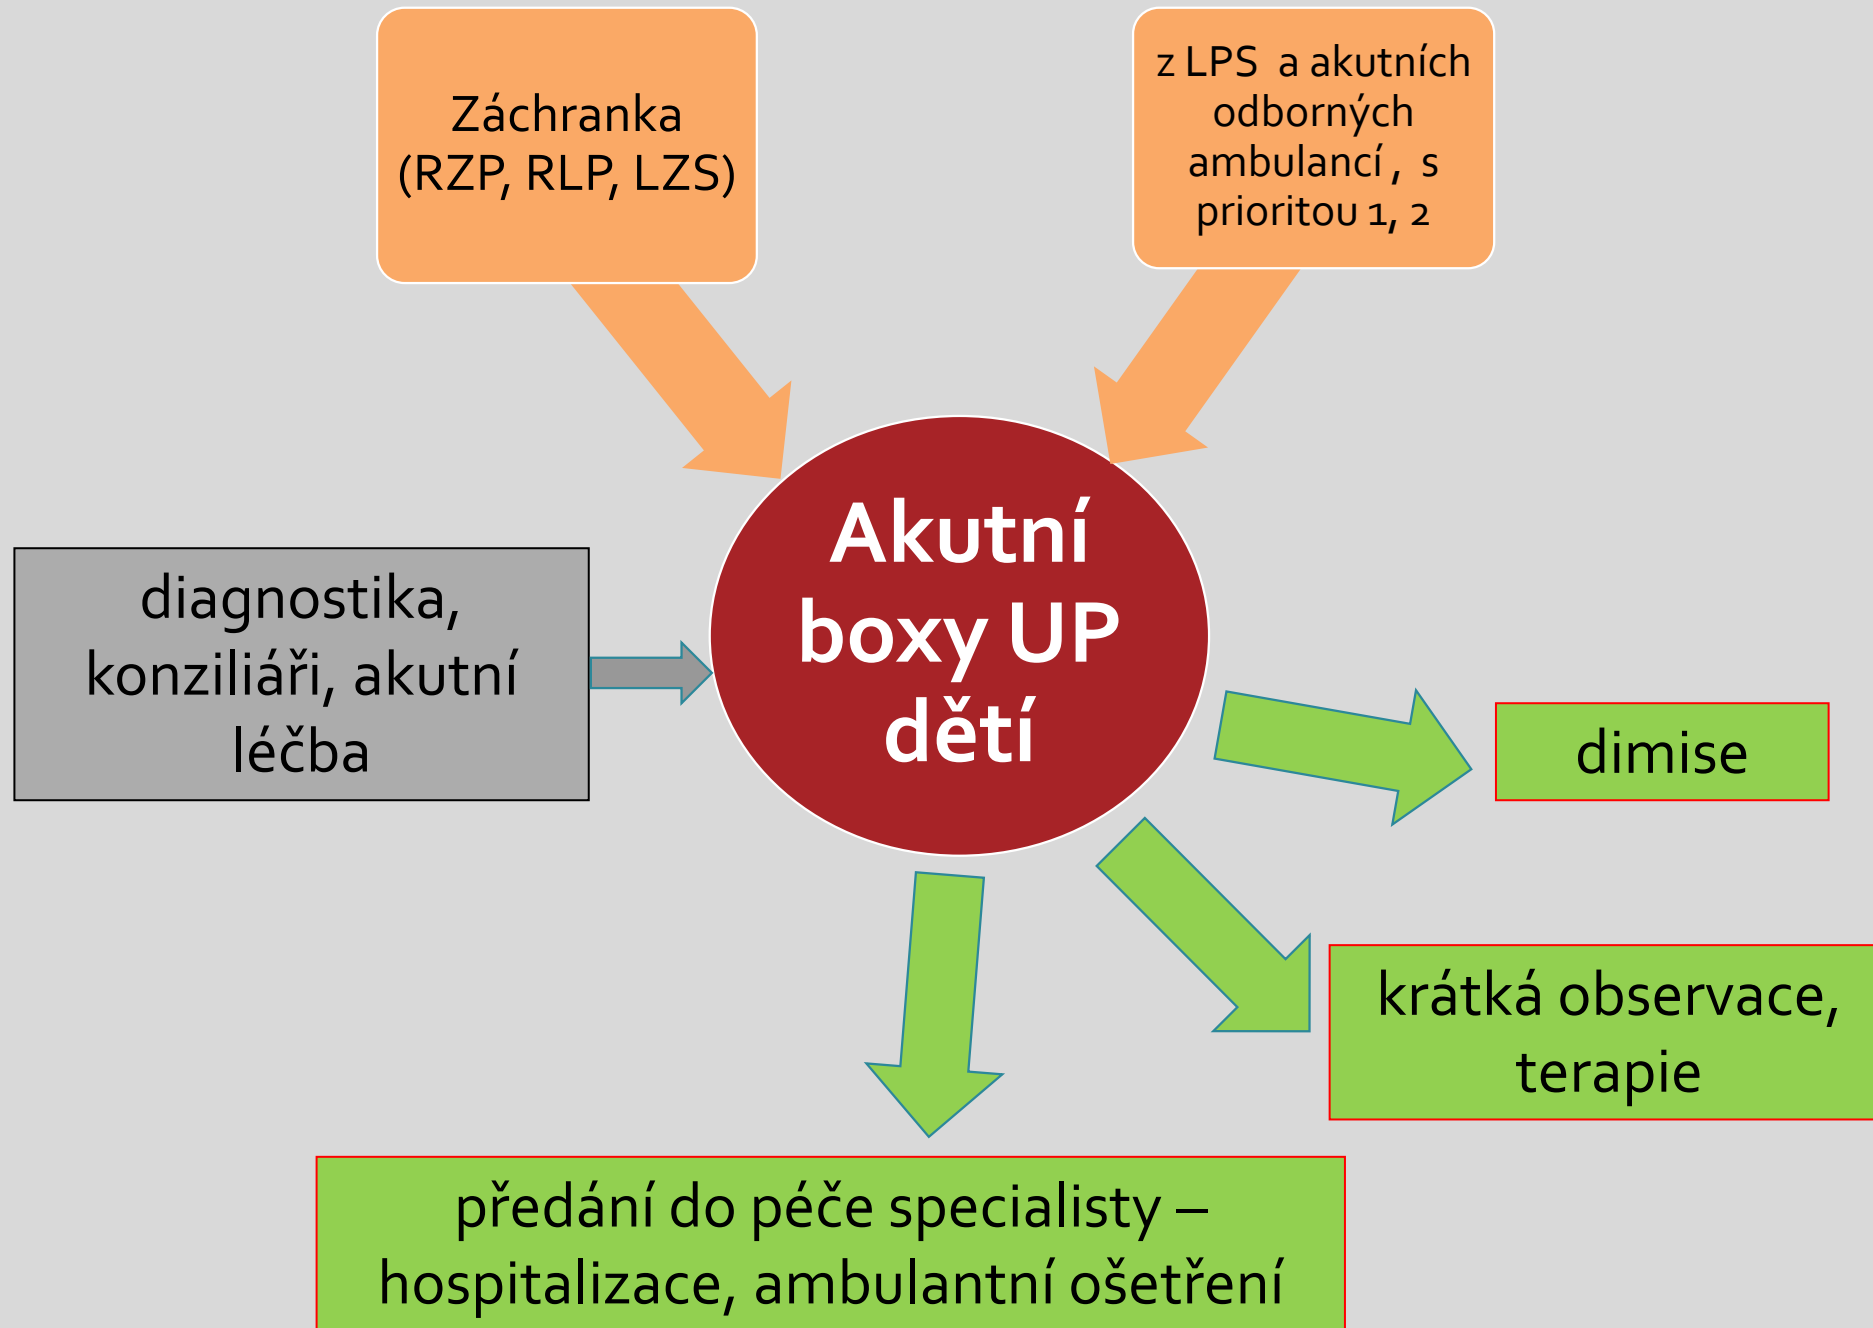 Záchranka
(RZP, RLP, LZS)
z LPS a akutních
odborných
ambulancí , s
prioritou 1, 2
Akutní
boxy UP
dětí
diagnostika,
konziliáři, akutní
léčba
dimise
krátká observace,
terapie
předání do péče specialisty –
hospitalizace, ambulantní ošetření